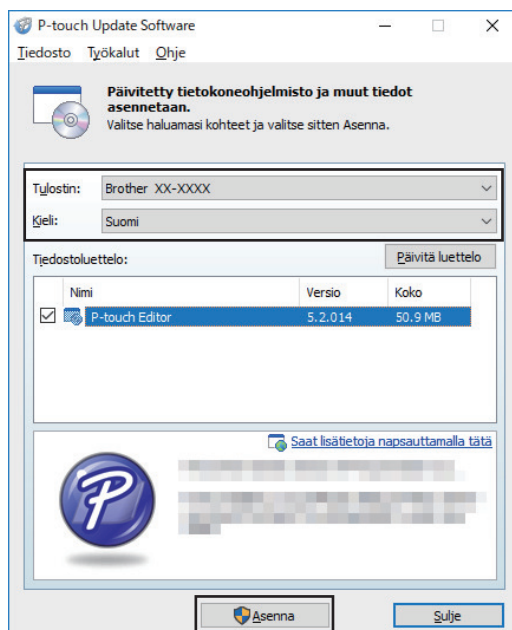 P-touch Update Software
Tiedosto Työkalut Ohje
Päivitetty tietokoneohjelmisto ja muut tiedot
asennetaan.
Valitse haluamasi kohteet ja valitse sitten Asenna.
Tulostin: Brother XX-XXXX
Kieli: Suomi
Tiedostoluettelo: Päivitä luettelo
Nimi Versio Koko
P-touch Editor 5.2.014 50.9 MB
Saat lisätietoja napsauttamalla tätä
P
Asenna Sulje